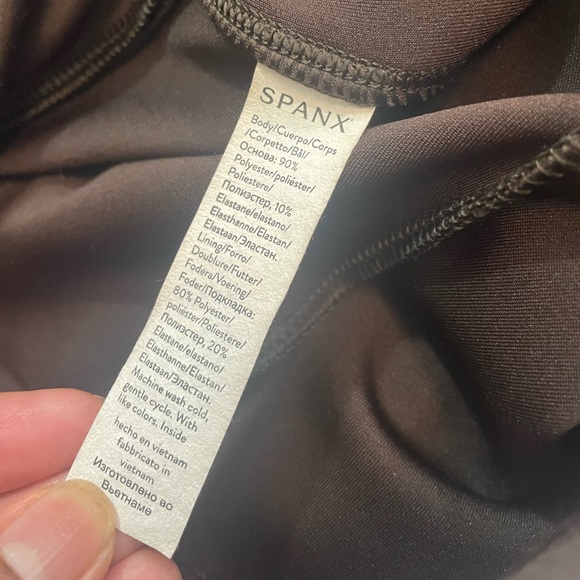 SPANX
Body/Cuerpo/Corps
/Corpetto/Bål/
Основа: 90%
Polyester/poliéster/
Poliestere/
Полиэстер, 10%
Elastane/elastano/
Elasthanne/Elastan/
Elastaan/Эластан.
Lining/Forro/
Doublure/Futter/
Fodera/Voering/
Foder/Подкладка:
80% Polyester/
poliéster/Poliestere/
Полиэстер, 20%
Elastane/elastano/
Elasthanne/Elastan/
Elastaan/Эластан.
Machine wash cold,
gentle cycle. With
like colors. Inside
hecho en vietnam
fabbricato in
vietnam
Изготовлено во
Вьетнаме